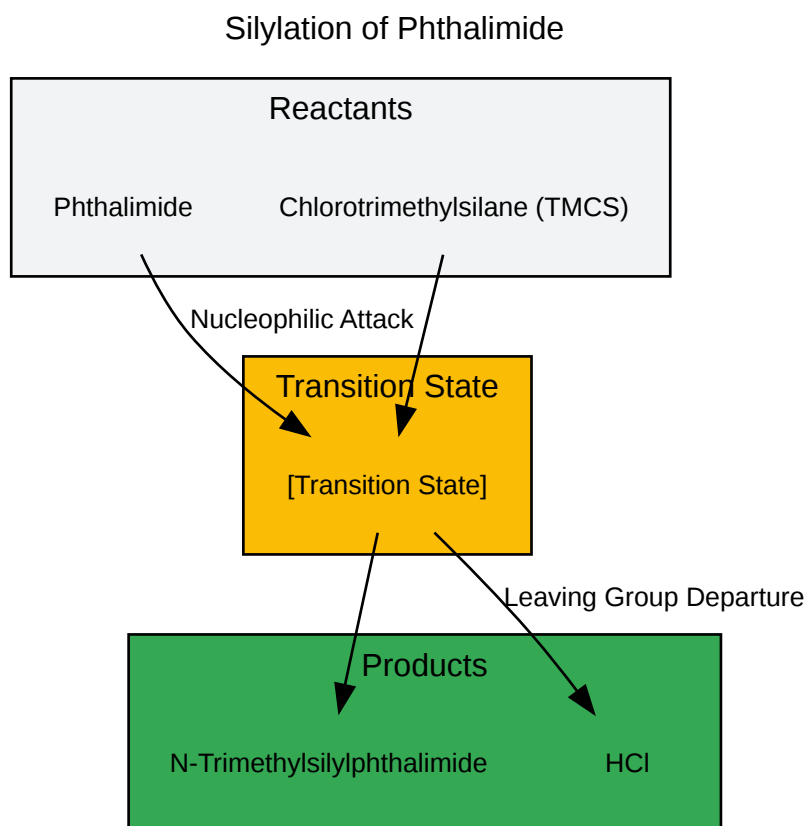 Silylation of Phthalimide
Reactants
Phthalimide
Chlorotrimethylsilane (TMCS)
Nucleophilic Attack
Transition State
[Transition State]
Leaving Group Departure
Products
N-Trimethylsilylphthalimide
HCl